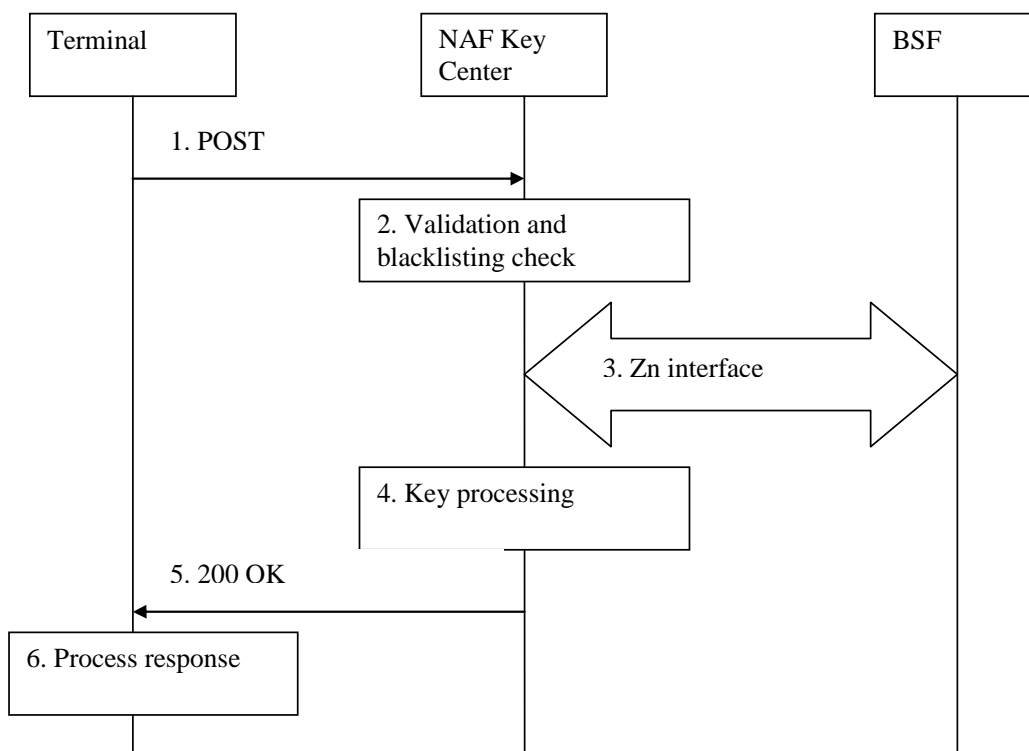 Terminal
NAF Key
Center
BSF
1. POST
2. Validation and
blacklisting check
3. Zn interface
4. Key processing
5. 200 OK
6. Process response